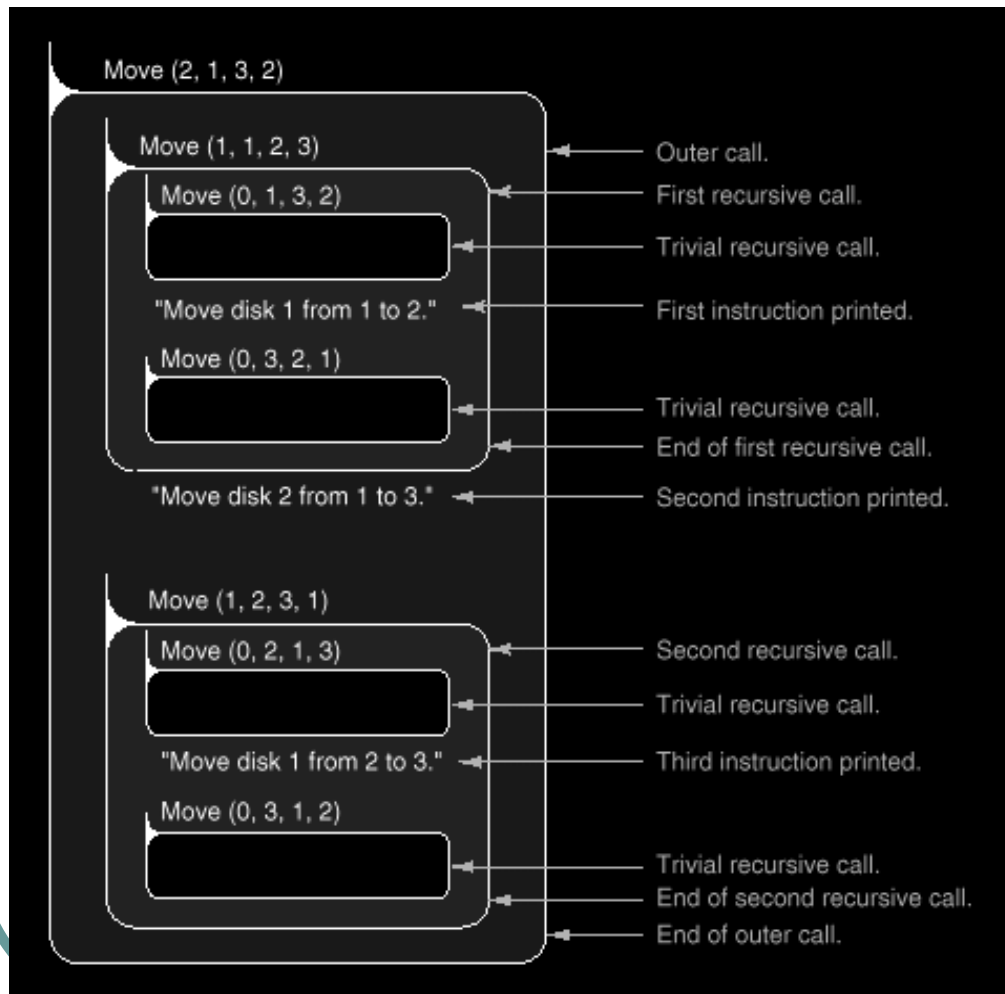 Move (2, 1, 3, 2)
Move (1, 1, 2, 3)
Outer call.
Move (0, 1, 3, 2)
First recursive call.
Trivial recursive call.
"Move disk 1 from 1 to 2."
First instruction printed.
Move (0, 3, 2, 1)
Trivial recursive call.
End of first recursive call.
"Move disk 2 from 1 to 3."
Second instruction printed.
Move (1, 2, 3, 1)
Move (0, 2, 1, 3)
Second recursive call.
Trivial recursive call.
"Move disk 1 from 2 to 3."
Third instruction printed.
Move (0, 3, 1, 2)
Trivial recursive call.
End of second recursive call.
End of outer call.